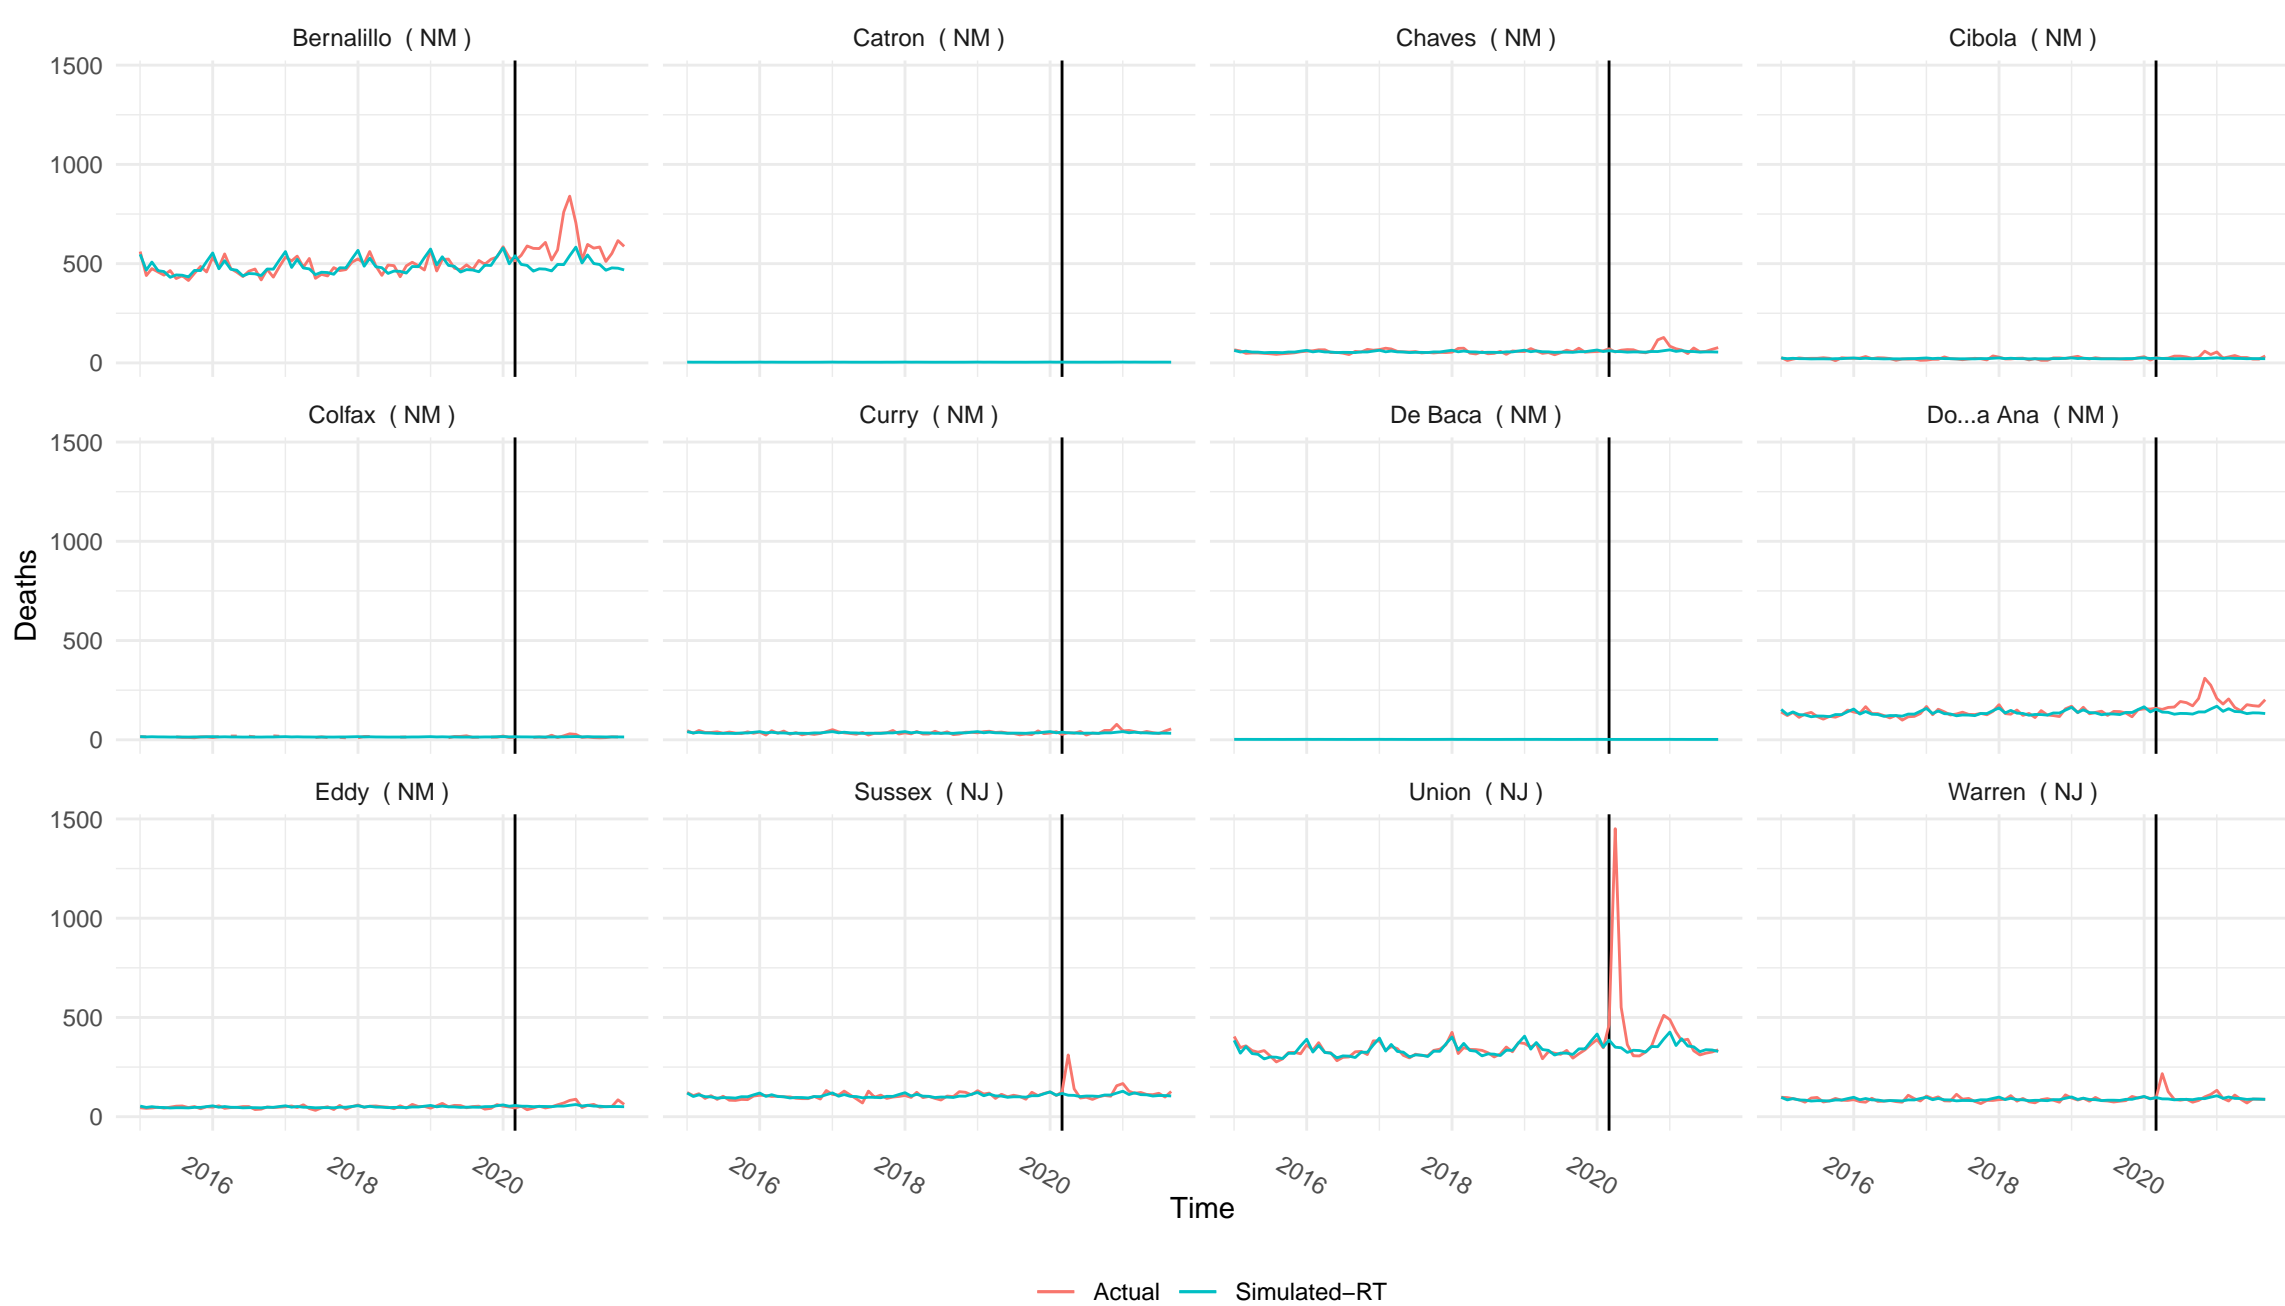 Bernalillo ( NM )
Catron ( NM )
Chaves ( NM )
Cibola ( NM )
1500
1000
500
0
Colfax ( NM )
Curry ( NM )
De Baca ( NM )
Do...a Ana ( NM )
1500
1000
500
0
Deaths
Eddy ( NM )
Sussex ( NJ )
Union ( NJ )
Warren ( NJ )
1500
1000
500
0
2016
2018
2020
2016
2018
2020
2016
2018
2020
2016
2018
2020
Time
Actual
Simulated−RT